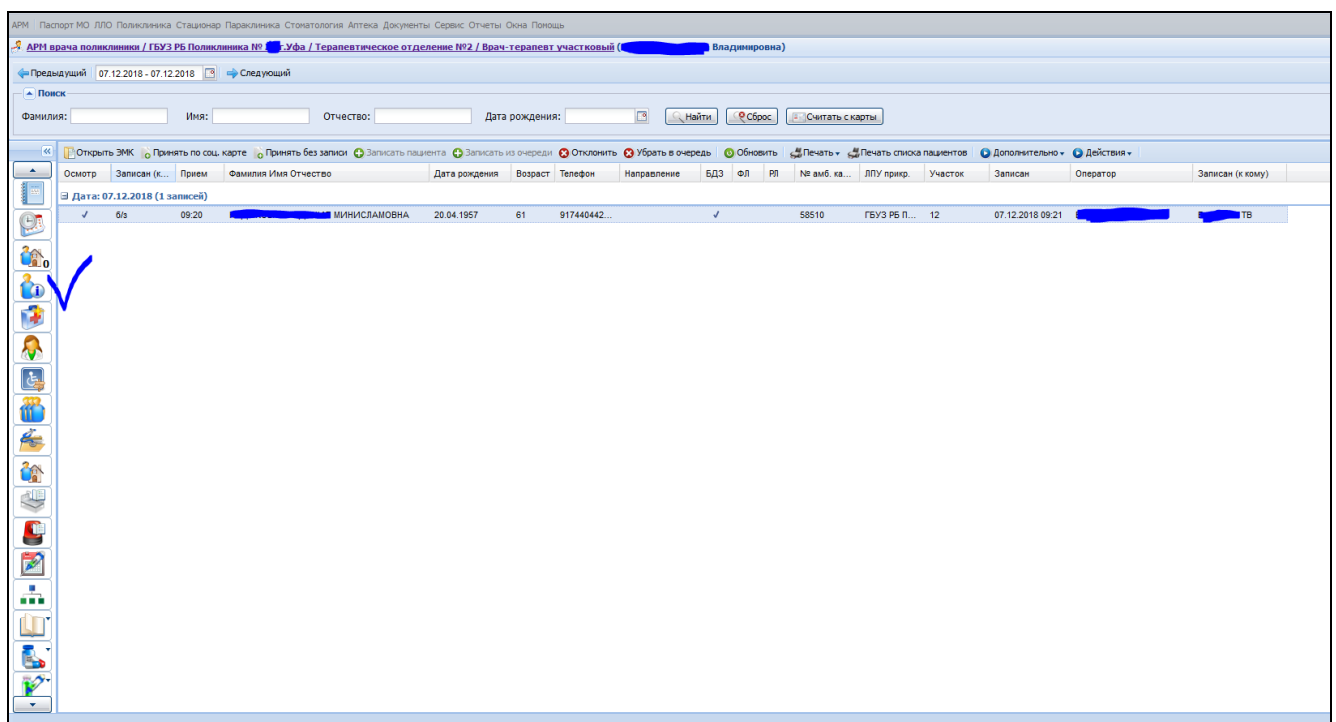 АРМ Паспорт МО ЛЛО Поликлиника Стационар Параклиника Стоматология Аптека Документы Сервис Отчеты Окна Помощь
АРМ врача поликлиники / ГБУЗ РБ Поликлиника № г.Уфа / Терапевтическое отделение №2 / Врач-терапевт участковый ( Владимировна)
Предыдущий 07.12.2018 - 07.12.2018 Следующий
Поиск
Фамилия: Имя: Отчество: Дата рождения: Найти Сброс Считать с карты
Открыть ЭМК Принять по соц. карте Принять без записи Записать пациента Записать из очереди Отклонить Убрать в очередь Обновить Печать Печать списка пациентов Дополнительно Действия
Осмотр Записан (к... Прием Фамилия Имя Отчество Дата рождения Возраст Телефон Направление БДЗ ФЛ РЛ № амб. ка... ЛПУ прикр. Участок Записан Оператор Записан (к кому)
Дата: 07.12.2018 (1 записей)
б/з 09:20 МИНИСЛАМОВНА 20.04.1957 61 917440442... 58510 ГБУЗ РБ П... 12 07.12.2018 09:21 ТВ
0